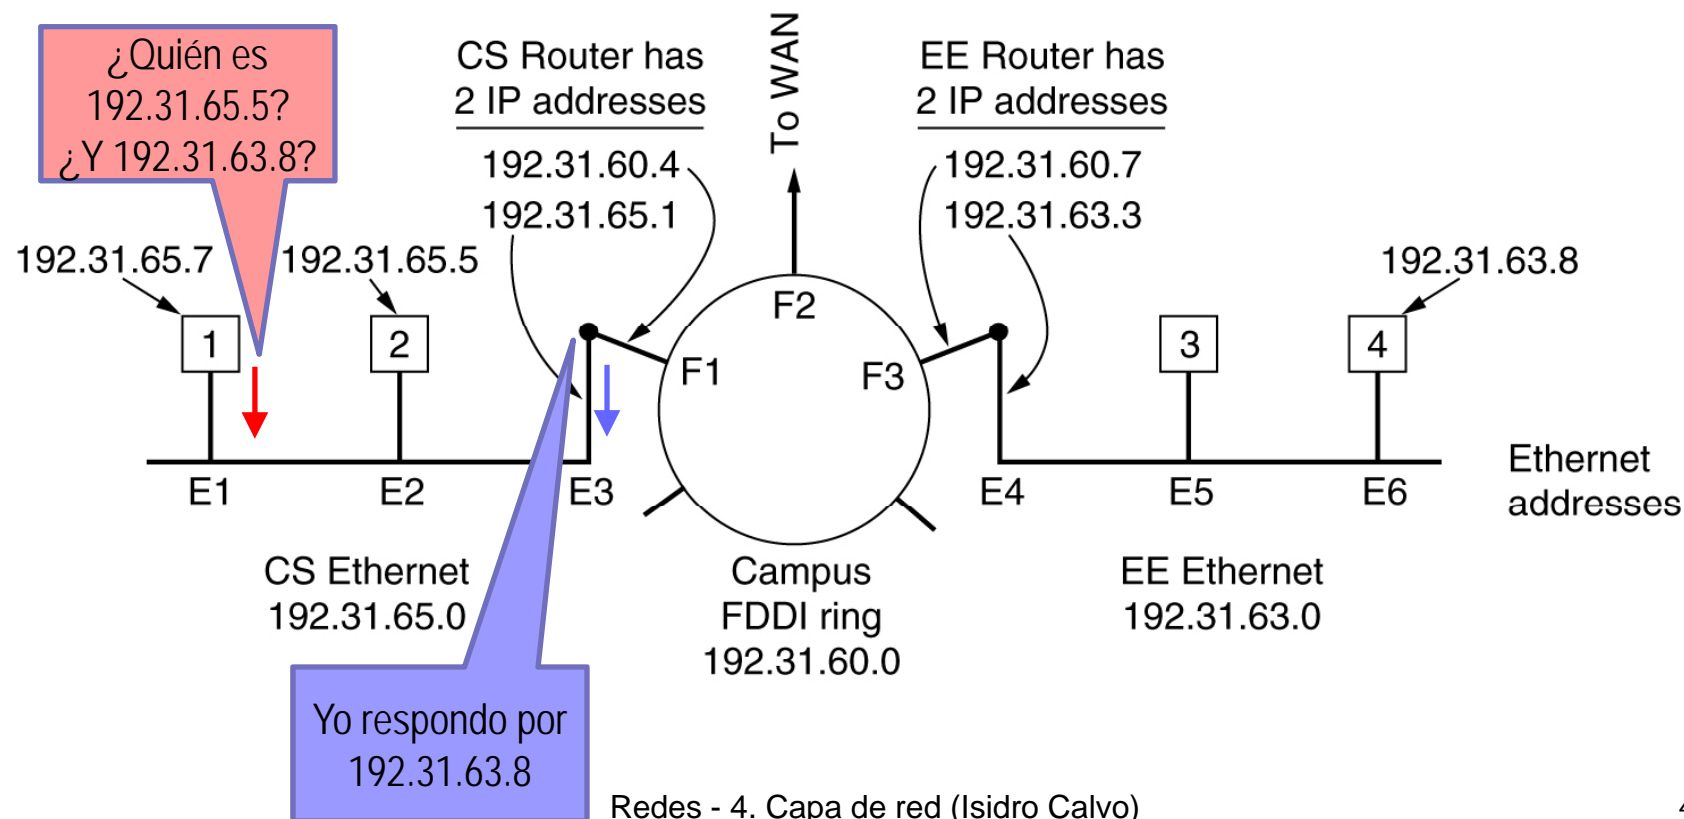 ¿Quién es
192.31.65.5?
¿Y 192.31.63.8?
CS Router has
2 IP addresses
192.31.60.4
192.31.65.1
To WAN
EE Router has
2 IP addresses
192.31.60.7
192.31.63.3
192.31.65.7
192.31.65.5
192.31.63.8
1
2
F1
F2
F3
3
4
E1
E2
E3
E4
E5
E6
Ethernet
addresses
CS Ethernet
192.31.65.0
Campus
FDDI ring
192.31.60.0
EE Ethernet
192.31.63.0
Yo respondo por
192.31.63.8
Redes - 4. Capa de red (Isidro Calvo)